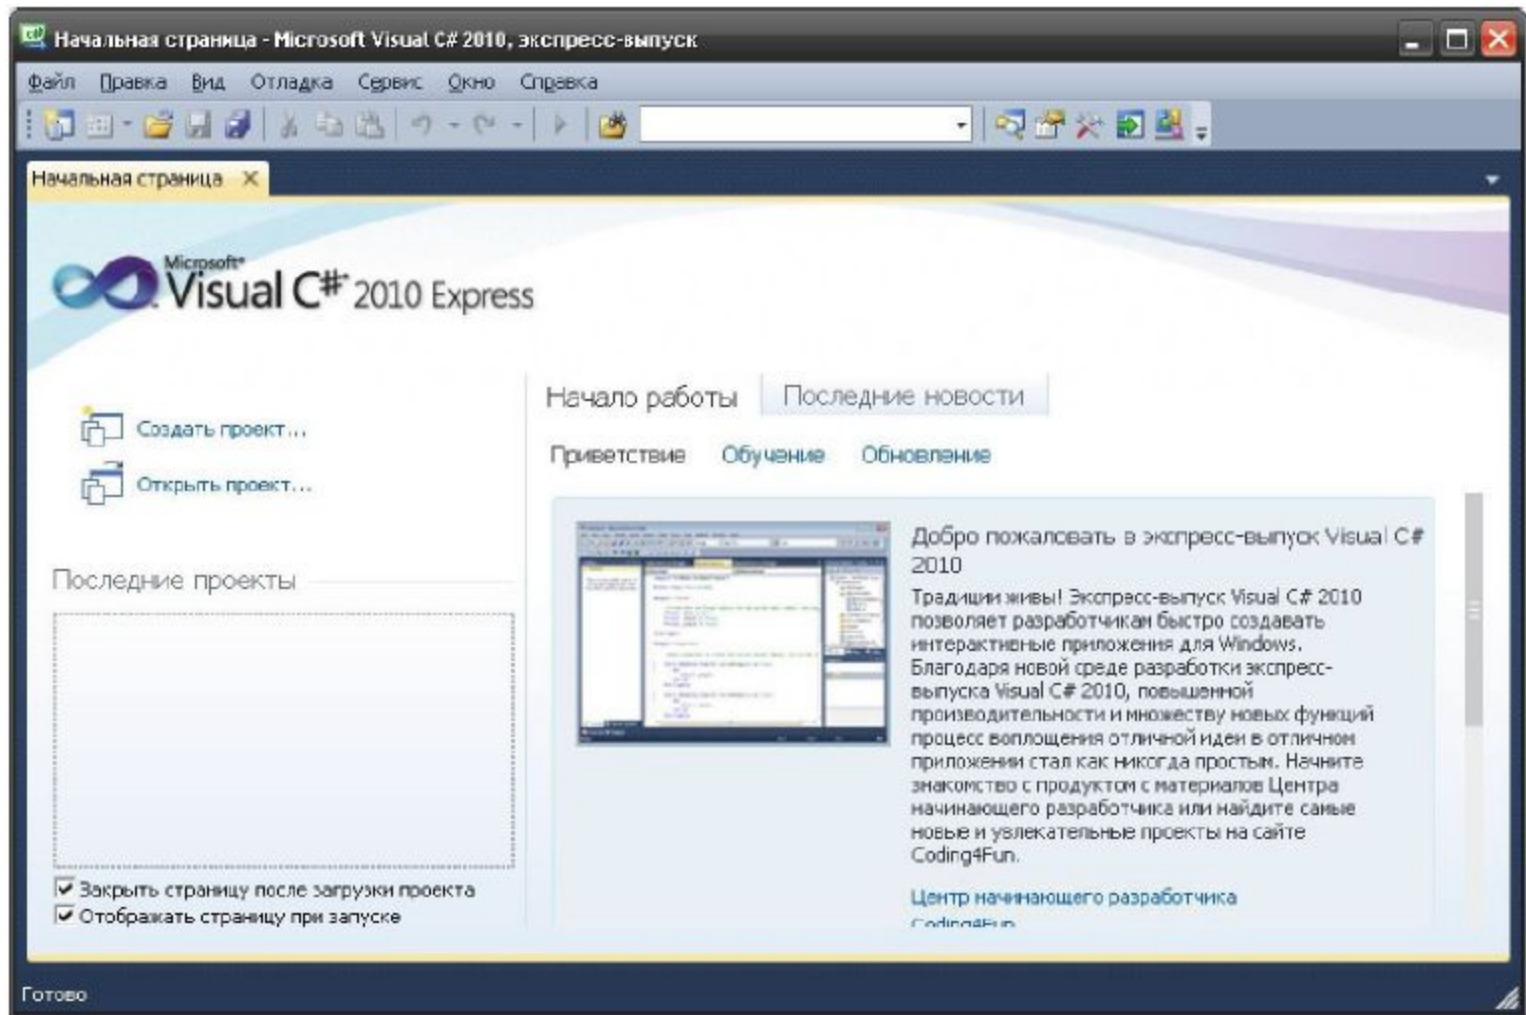 Начальная страница - Microsoft Visual C# 2010, экспресс-выпуск
Файл Правка Вид Отладка Сервис Окно Справка
Начальная страница
Microsoft®
Visual C# 2010 Express
Создать проект...
Открыть проект...
Последние проекты
Закрыть страницу после загрузки проекта
Отображать страницу при запуске
Начало работы Последние новости
Приветствие Обучение Обновление
Добро пожаловать в экспресс-выпуск Visual C#
2010
Традиции живы! Экспресс-выпуск Visual C# 2010
позволяет разработчикам быстро создавать
интерактивные приложения для Windows.
Благодаря новой среде разработки экспресс-
выпуска Visual C# 2010, повышенной
производительности и множеству новых функций
процесс воплощения отличной идеи в отличном
приложении стал как никогда простым. Начните
знакомство с продуктом с материалов Центра
начинающего разработчика или найдите самые
новые и увлекательные проекты на сайте
Coding4Fun.
Центр начинающего разработчика
Coding4Fun
Готово